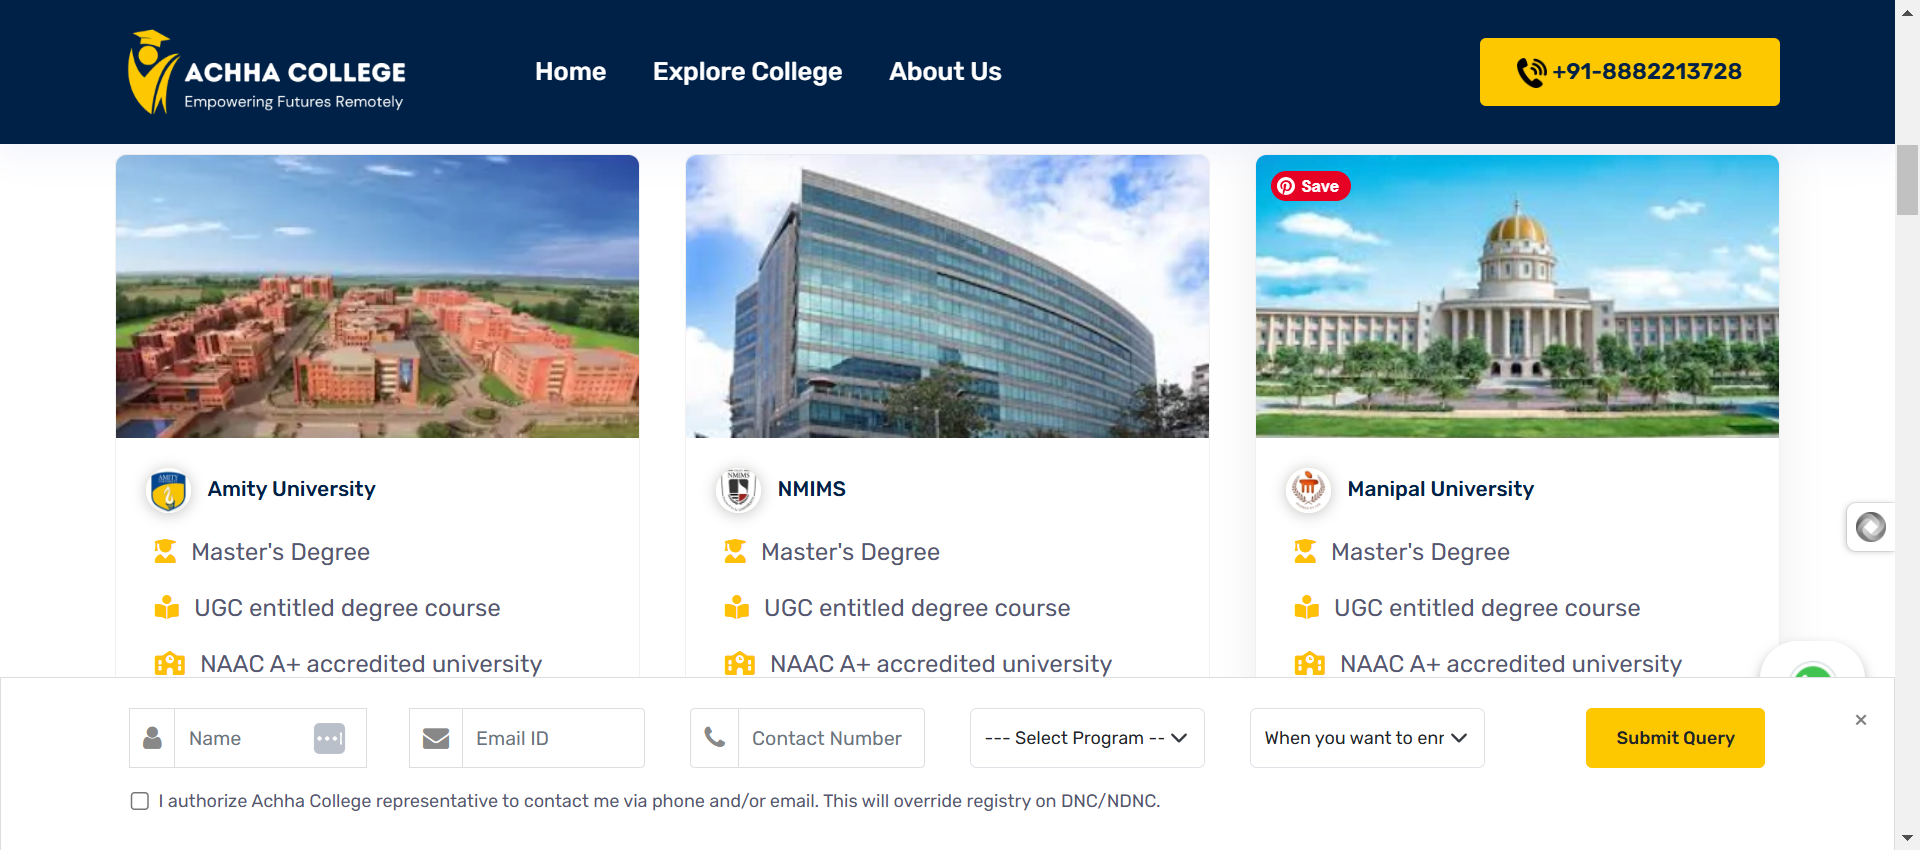 ACHHA COLLEGE
Empowering Futures Remotely
Home
Explore College
About Us
+91-8882213728
Save
AMITY
Amity University
Master's Degree
UGC entitled degree course
NAAC A+ accredited university
NMIMS
NMIMS
Master's Degree
UGC entitled degree course
NAAC A+ accredited university
Manipal University
Master's Degree
UGC entitled degree course
NAAC A+ accredited university
Name
Email ID
Contact Number
--- Select Program --
When you want to enr
Submit Query
I authorize Achha College representative to contact me via phone and/or email. This will override registry on DNC/NDNC.